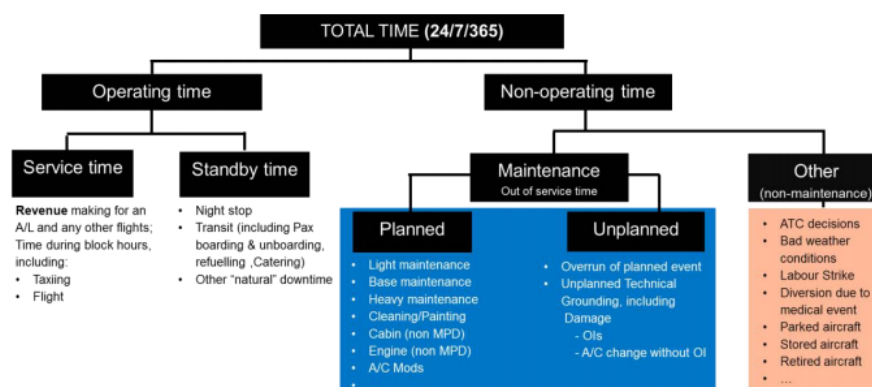 TOTAL TIME (24/7/365)
Operating time
Non-operating time
Service time
Standby time
Maintenance
Out of service time
Other
(non-maintenance)
Revenue making for an
A/L and any other flights;
Time during block hours,
including:
• Taxiing
• Flight
• Night stop
• Transit (including Pax
boarding & unboarding,
refuelling ,Catering)
• Other “natural” downtime
Planned
• Light maintenance
• Base maintenance
• Heavy maintenance
• Cleaning/Painting
• Cabin (non MPD)
• Engine (non MPD)
• A/C Mods
•
Unplanned
• Overrun of planned event
• Unplanned Technical
Grounding, including
Damage
- OIs
- A/C change without OI
• ATC decisions
• Bad weather
conditions
• Labour Strike
• Diversion due to
medical event
• Parked aircraft
• Stored aircraft
• Retired aircraft
• ...